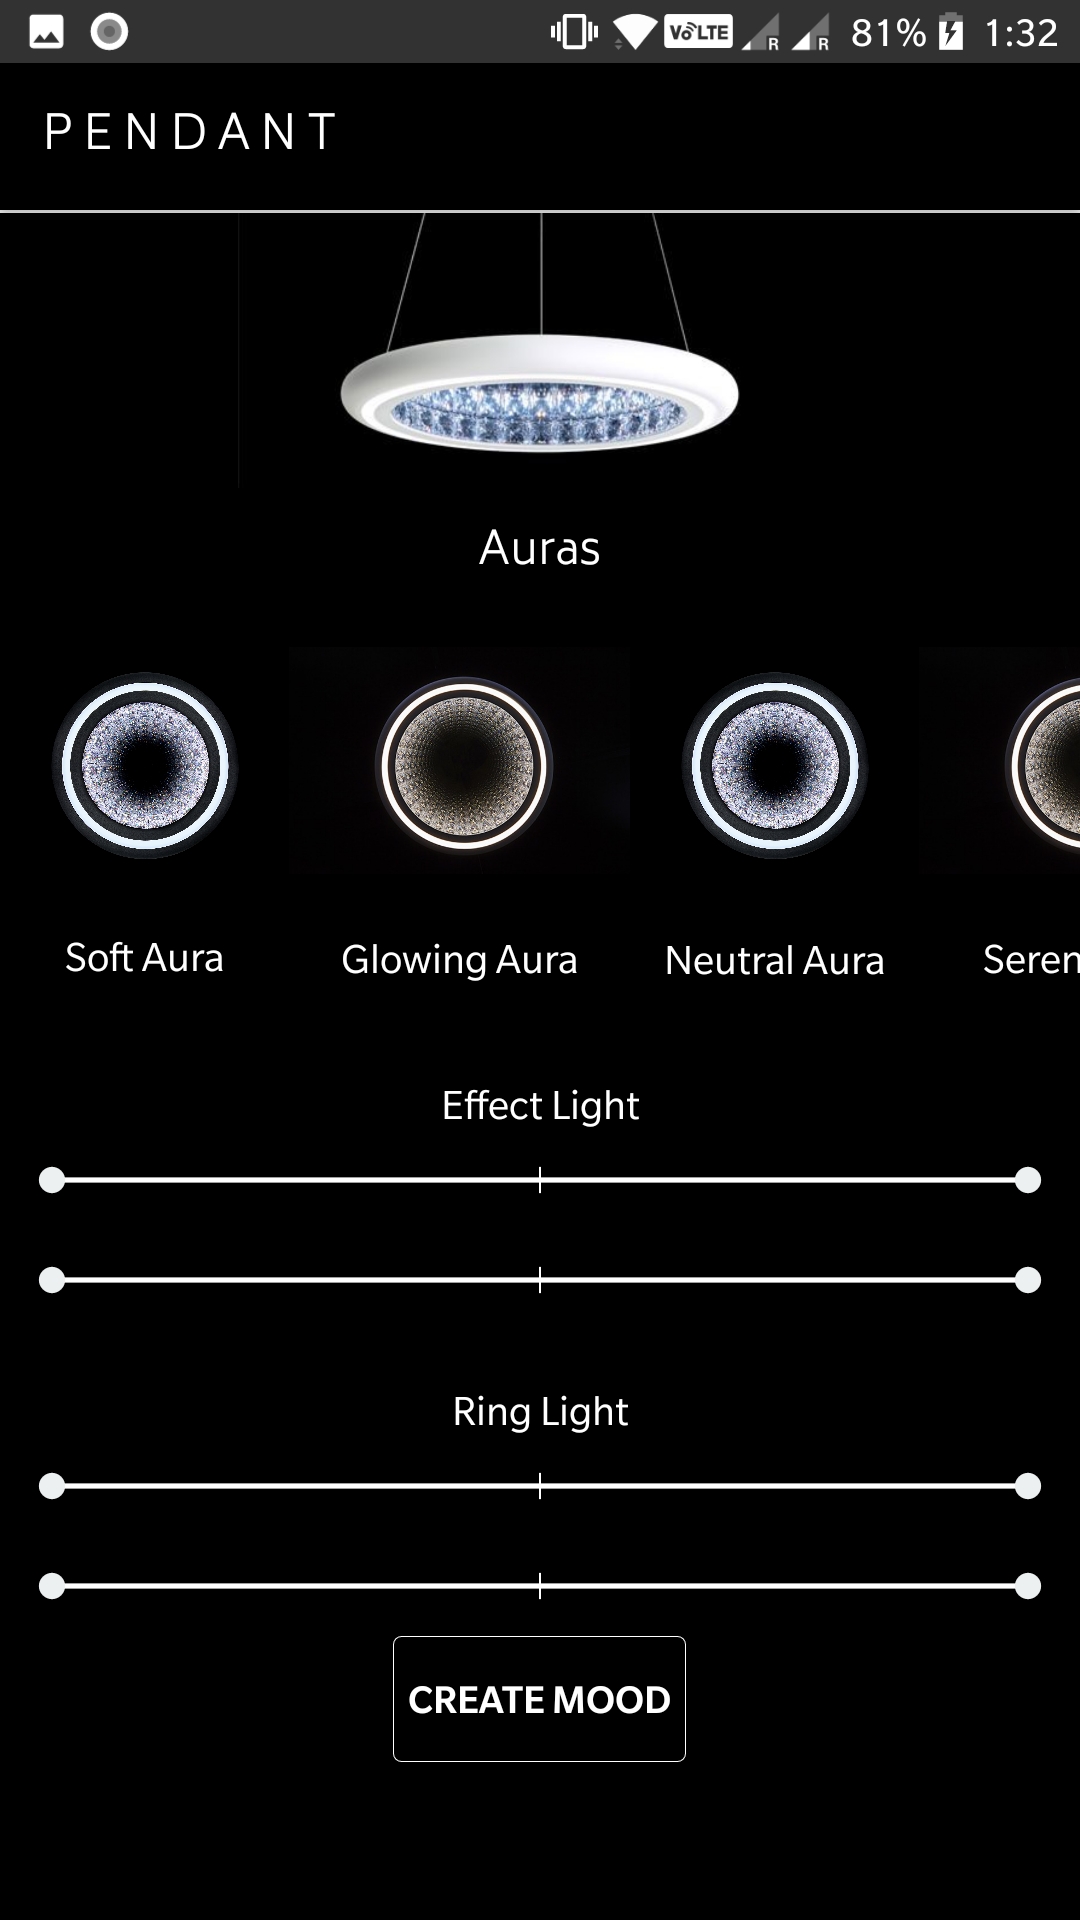 VoLTE R R 81% 1:32
PENDANT
Auras
Soft Aura Glowing Aura Neutral Aura Seren
Effect Light
Ring Light
CREATE MOOD